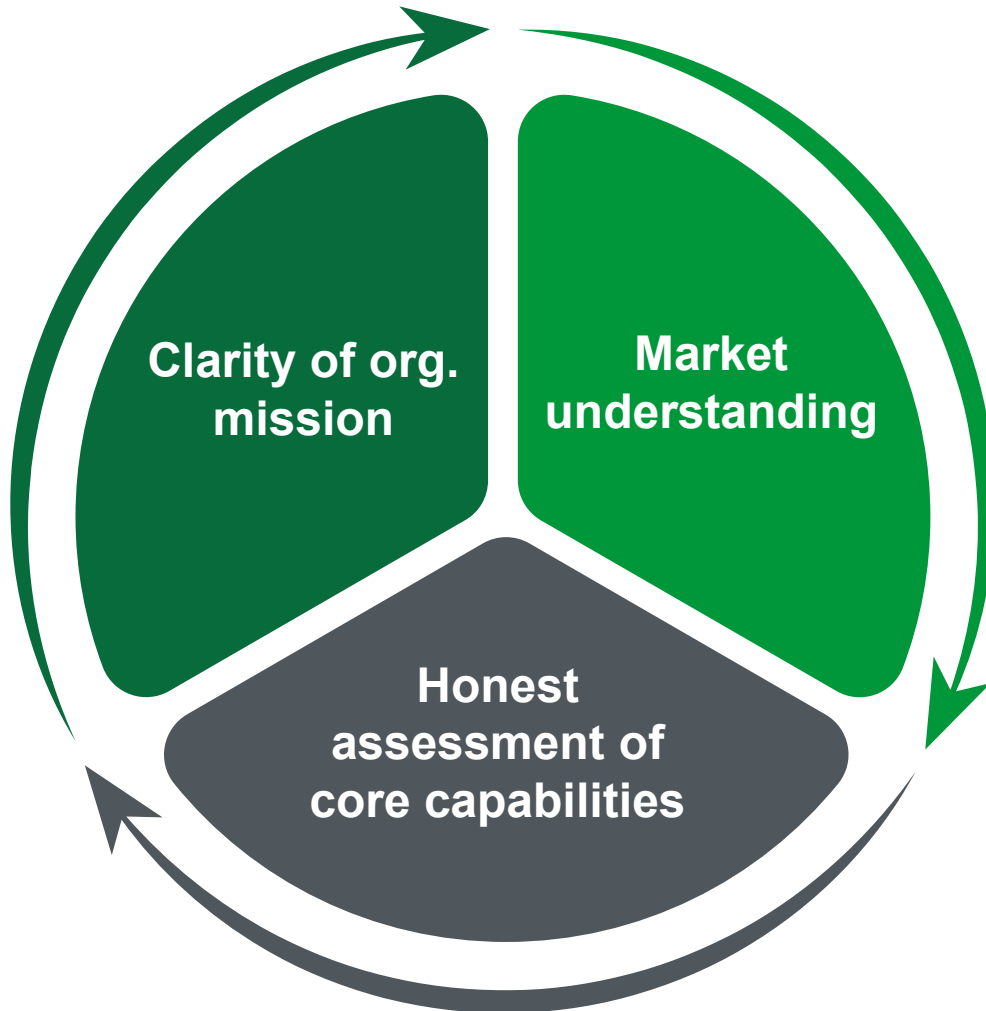 Clarity of org.
mission
Market
understanding
Honest
assessment of
core capabilities